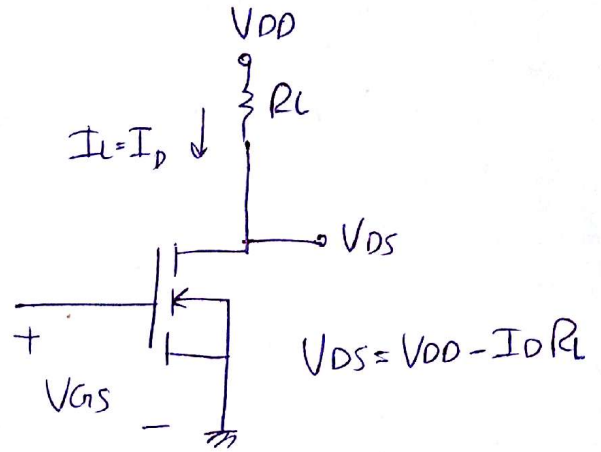 VDD
RL
IL=ID
VDS
+
VGS
-
VDS=VDD-IDRL